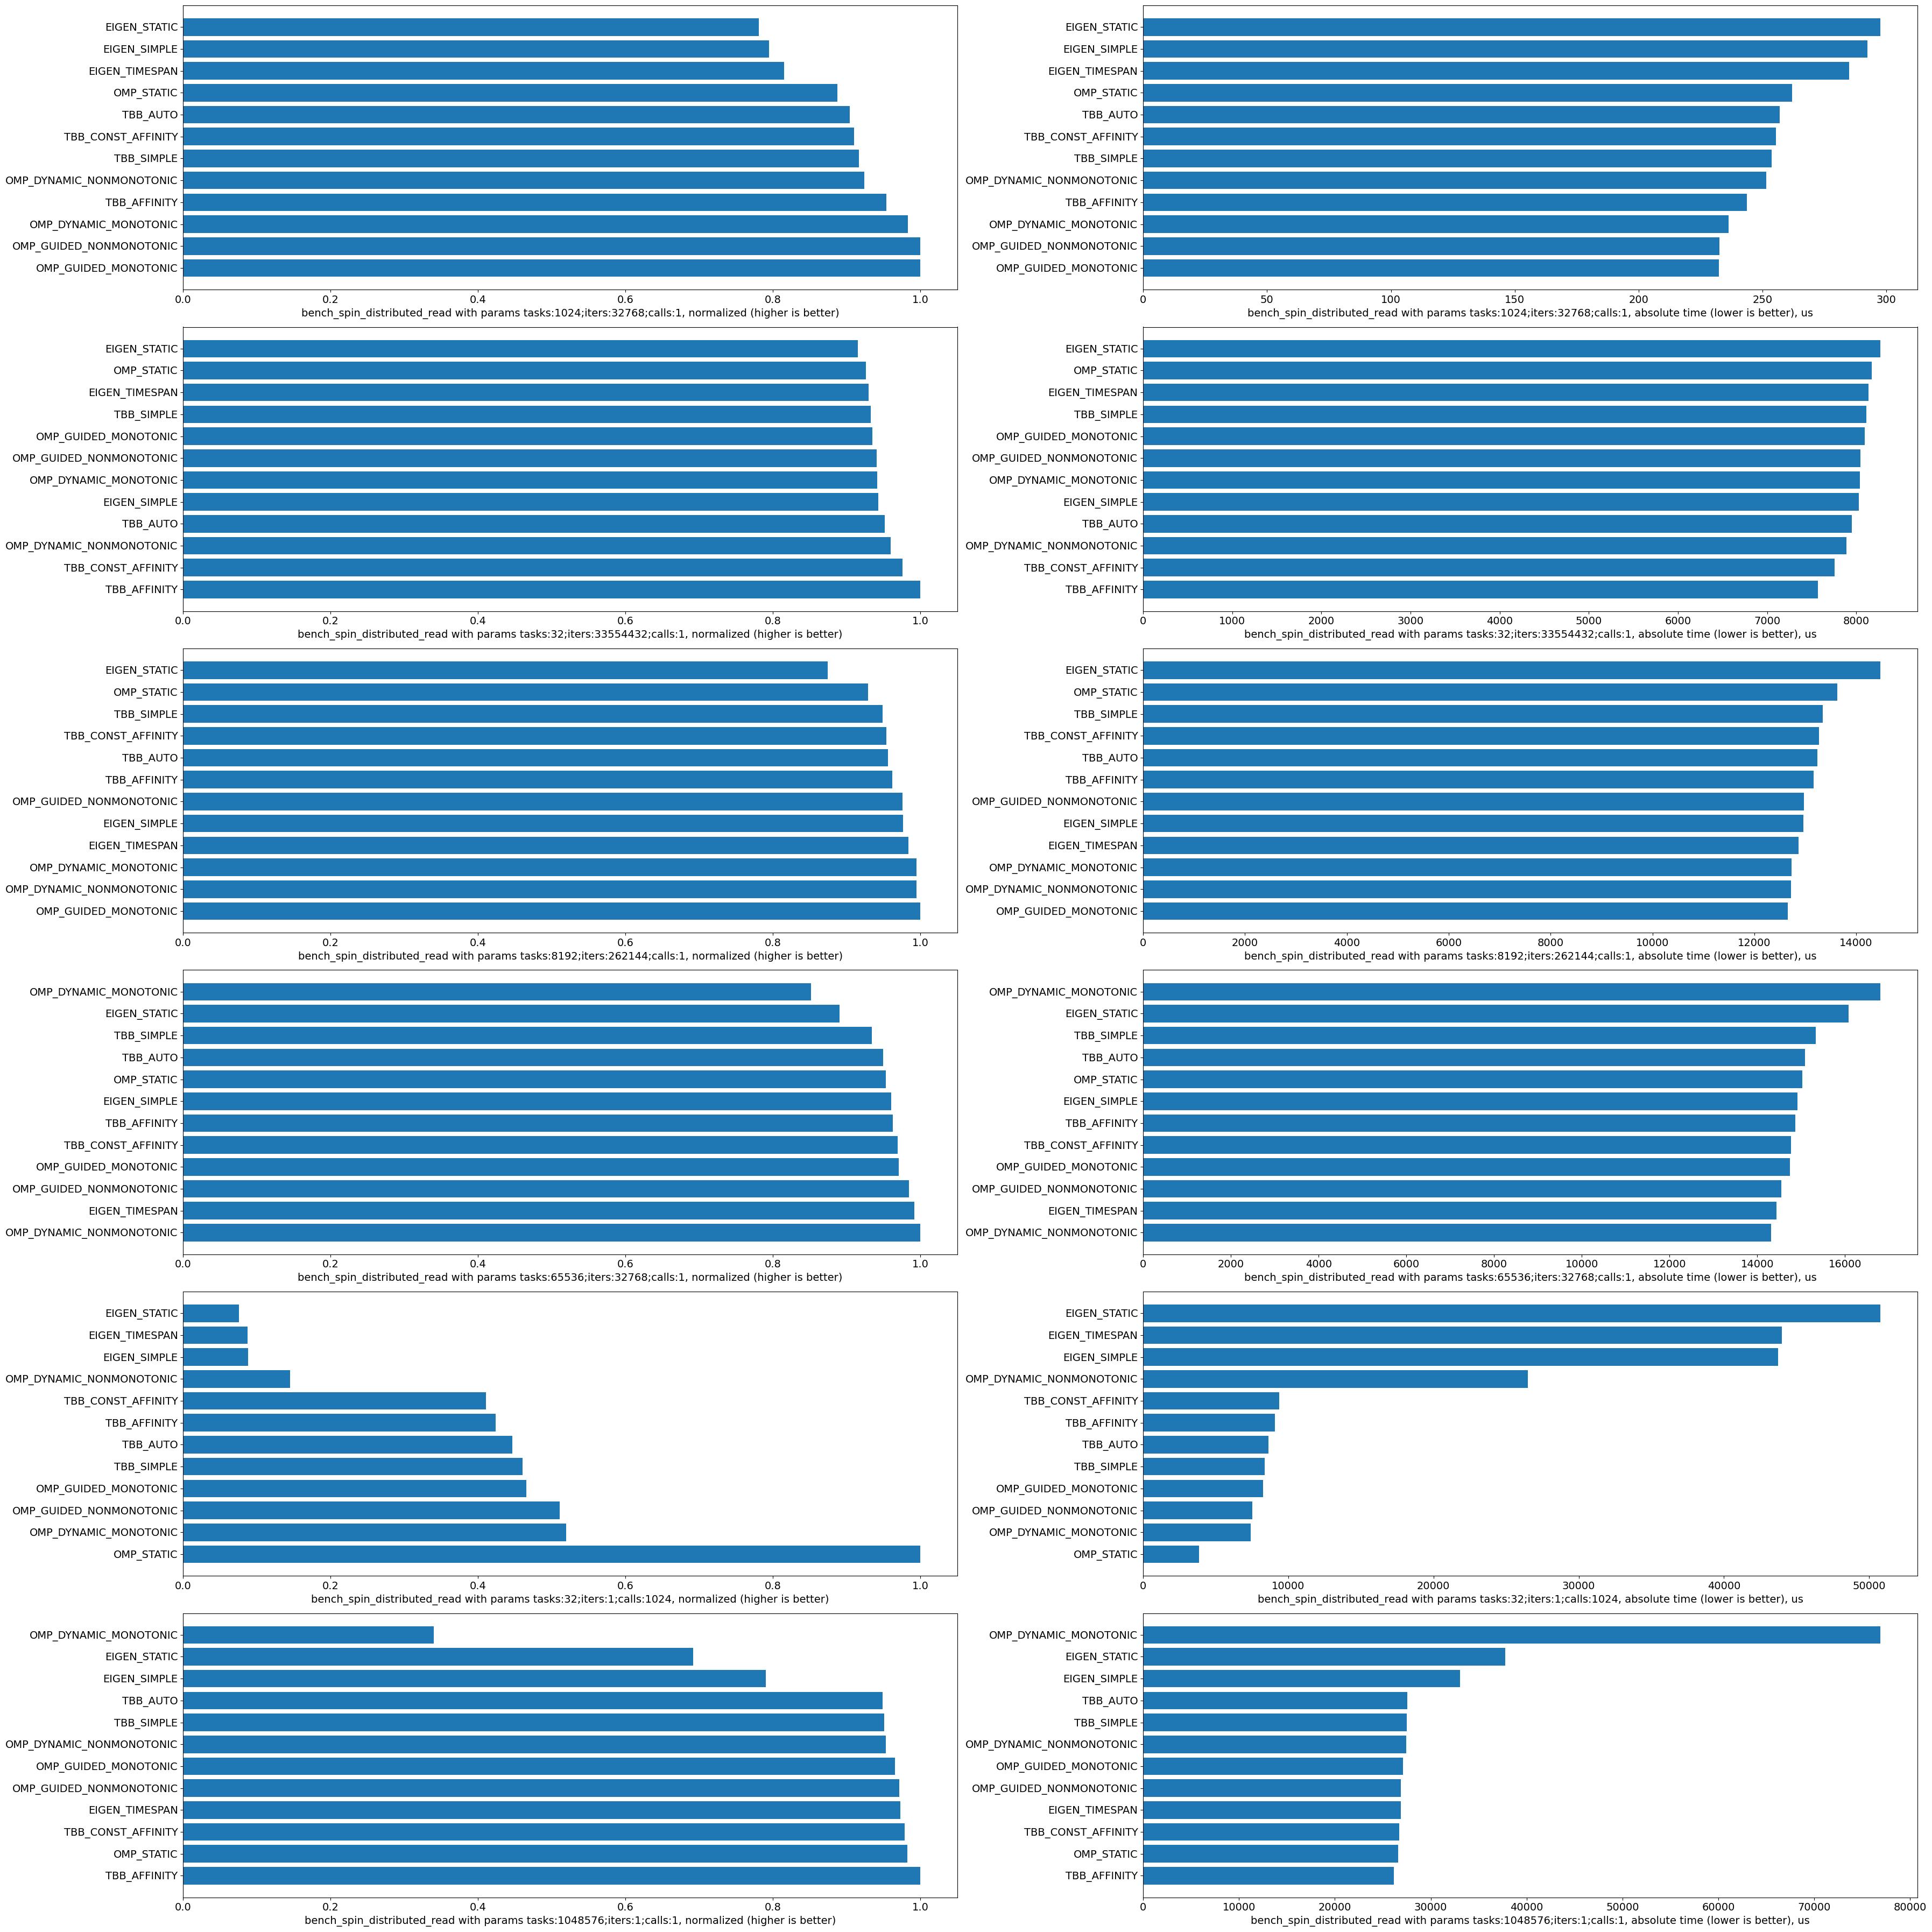 EIGEN_STATIC
EIGEN_SIMPLE
EIGEN_TIMESPAN
OMP_STATIC
TBB_AUTO
TBB_CONST_AFFINITY
TBB_SIMPLE
OMP_DYNAMIC_NONMONOTONIC
TBB_AFFINITY
OMP_DYNAMIC_MONOTONIC
OMP_GUIDED_NONMONOTONIC
OMP_GUIDED_MONOTONIC
0.0 0.2 0.4 0.6 0.8 1.0
bench_spin_distributed_read with params tasks:1024;iters:32768;calls:1, normalized (higher is better)
EIGEN_STATIC
EIGEN_SIMPLE
EIGEN_TIMESPAN
OMP_STATIC
TBB_AUTO
TBB_CONST_AFFINITY
TBB_SIMPLE
OMP_DYNAMIC_NONMONOTONIC
TBB_AFFINITY
OMP_DYNAMIC_MONOTONIC
OMP_GUIDED_NONMONOTONIC
OMP_GUIDED_MONOTONIC
0 50 100 150 200 250 300
bench_spin_distributed_read with params tasks:1024;iters:32768;calls:1, absolute time (lower is better), us
EIGEN_STATIC
OMP_STATIC
EIGEN_TIMESPAN
TBB_SIMPLE
OMP_GUIDED_MONOTONIC
OMP_GUIDED_NONMONOTONIC
OMP_DYNAMIC_MONOTONIC
EIGEN_SIMPLE
TBB_AUTO
OMP_DYNAMIC_NONMONOTONIC
TBB_CONST_AFFINITY
TBB_AFFINITY
0.0 0.2 0.4 0.6 0.8 1.0
bench_spin_distributed_read with params tasks:32;iters:33554432;calls:1, normalized (higher is better)
EIGEN_STATIC
OMP_STATIC
EIGEN_TIMESPAN
TBB_SIMPLE
OMP_GUIDED_MONOTONIC
OMP_GUIDED_NONMONOTONIC
OMP_DYNAMIC_MONOTONIC
EIGEN_SIMPLE
TBB_AUTO
OMP_DYNAMIC_NONMONOTONIC
TBB_CONST_AFFINITY
TBB_AFFINITY
0 1000 2000 3000 4000 5000 6000 7000 8000
bench_spin_distributed_read with params tasks:32;iters:33554432;calls:1, absolute time (lower is better), us
EIGEN_STATIC
OMP_STATIC
TBB_SIMPLE
TBB_CONST_AFFINITY
TBB_AUTO
TBB_AFFINITY
OMP_GUIDED_NONMONOTONIC
EIGEN_SIMPLE
EIGEN_TIMESPAN
OMP_DYNAMIC_MONOTONIC
OMP_DYNAMIC_NONMONOTONIC
OMP_GUIDED_MONOTONIC
0.0 0.2 0.4 0.6 0.8 1.0
bench_spin_distributed_read with params tasks:8192;iters:262144;calls:1, normalized (higher is better)
EIGEN_STATIC
OMP_STATIC
TBB_SIMPLE
TBB_CONST_AFFINITY
TBB_AUTO
TBB_AFFINITY
OMP_GUIDED_NONMONOTONIC
EIGEN_SIMPLE
EIGEN_TIMESPAN
OMP_DYNAMIC_MONOTONIC
OMP_DYNAMIC_NONMONOTONIC
OMP_GUIDED_MONOTONIC
0 2000 4000 6000 8000 10000 12000 14000
bench_spin_distributed_read with params tasks:8192;iters:262144;calls:1, absolute time (lower is better), us
OMP_DYNAMIC_MONOTONIC
EIGEN_STATIC
TBB_SIMPLE
TBB_AUTO
OMP_STATIC
EIGEN_SIMPLE
TBB_AFFINITY
TBB_CONST_AFFINITY
OMP_GUIDED_MONOTONIC
OMP_GUIDED_NONMONOTONIC
EIGEN_TIMESPAN
OMP_DYNAMIC_NONMONOTONIC
0.0 0.2 0.4 0.6 0.8 1.0
bench_spin_distributed_read with params tasks:65536;iters:32768;calls:1, normalized (higher is better)
OMP_DYNAMIC_MONOTONIC
EIGEN_STATIC
TBB_SIMPLE
TBB_AUTO
OMP_STATIC
EIGEN_SIMPLE
TBB_AFFINITY
TBB_CONST_AFFINITY
OMP_GUIDED_MONOTONIC
OMP_GUIDED_NONMONOTONIC
EIGEN_TIMESPAN
OMP_DYNAMIC_NONMONOTONIC
0 2000 4000 6000 8000 10000 12000 14000 16000
bench_spin_distributed_read with params tasks:65536;iters:32768;calls:1, absolute time (lower is better), us
EIGEN_STATIC
EIGEN_TIMESPAN
EIGEN_SIMPLE
OMP_DYNAMIC_NONMONOTONIC
TBB_CONST_AFFINITY
TBB_AFFINITY
TBB_AUTO
TBB_SIMPLE
OMP_GUIDED_MONOTONIC
OMP_GUIDED_NONMONOTONIC
OMP_DYNAMIC_MONOTONIC
OMP_STATIC
0.0 0.2 0.4 0.6 0.8 1.0
bench_spin_distributed_read with params tasks:32;iters:1;calls:1024, normalized (higher is better)
EIGEN_STATIC
EIGEN_TIMESPAN
EIGEN_SIMPLE
OMP_DYNAMIC_NONMONOTONIC
TBB_CONST_AFFINITY
TBB_AFFINITY
TBB_AUTO
TBB_SIMPLE
OMP_GUIDED_MONOTONIC
OMP_GUIDED_NONMONOTONIC
OMP_DYNAMIC_MONOTONIC
OMP_STATIC
0 10000 20000 30000 40000 50000
bench_spin_distributed_read with params tasks:32;iters:1;calls:1024, absolute time (lower is better), us
OMP_DYNAMIC_MONOTONIC
EIGEN_STATIC
EIGEN_SIMPLE
TBB_AUTO
TBB_SIMPLE
OMP_DYNAMIC_NONMONOTONIC
OMP_GUIDED_MONOTONIC
OMP_GUIDED_NONMONOTONIC
EIGEN_TIMESPAN
TBB_CONST_AFFINITY
OMP_STATIC
TBB_AFFINITY
0.0 0.2 0.4 0.6 0.8 1.0
bench_spin_distributed_read with params tasks:1048576;iters:1;calls:1, normalized (higher is better)
OMP_DYNAMIC_MONOTONIC
EIGEN_STATIC
EIGEN_SIMPLE
TBB_AUTO
TBB_SIMPLE
OMP_DYNAMIC_NONMONOTONIC
OMP_GUIDED_MONOTONIC
OMP_GUIDED_NONMONOTONIC
EIGEN_TIMESPAN
TBB_CONST_AFFINITY
OMP_STATIC
TBB_AFFINITY
0 10000 20000 30000 40000 50000 60000 70000 80000
bench_spin_distributed_read with params tasks:1048576;iters:1;calls:1, absolute time (lower is better), us